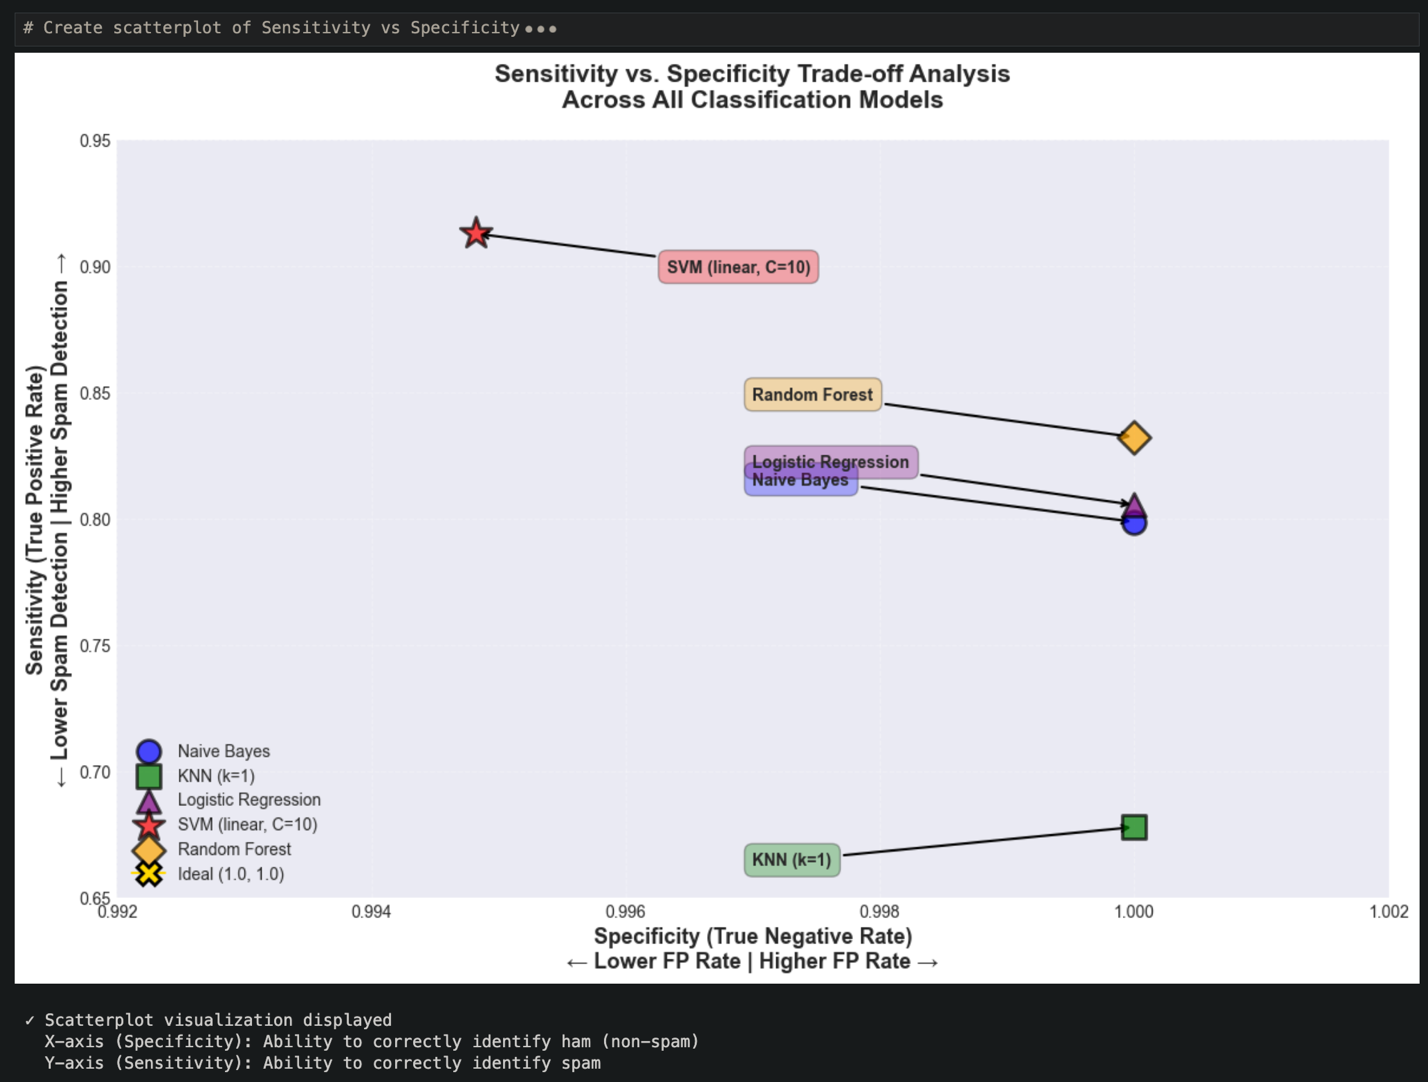 # Create scatterplot of Sensitivity vs Specificity •••
Sensitivity vs. Specificity Trade-off Analysis
Across All Classification Models
Sensitivity (True Positive Rate)
← Lower Spam Detection | Higher Spam Detection →
0.95
0.90
0.85
0.80
0.75
0.70
0.65
SVM (linear, C=10)
Random Forest
Logistic Regression
Naive Bayes
KNN (k=1)
Naive Bayes
KNN (k=1)
Logistic Regression
SVM (linear, C=10)
Random Forest
Ideal (1.0, 1.0)
0.992 0.994 0.996 0.998 1.000 1.002
Specificity (True Negative Rate)
← Lower FP Rate | Higher FP Rate →
✓ Scatterplot visualization displayed
X-axis (Specificity): Ability to correctly identify ham (non-spam)
Y-axis (Sensitivity): Ability to correctly identify spam